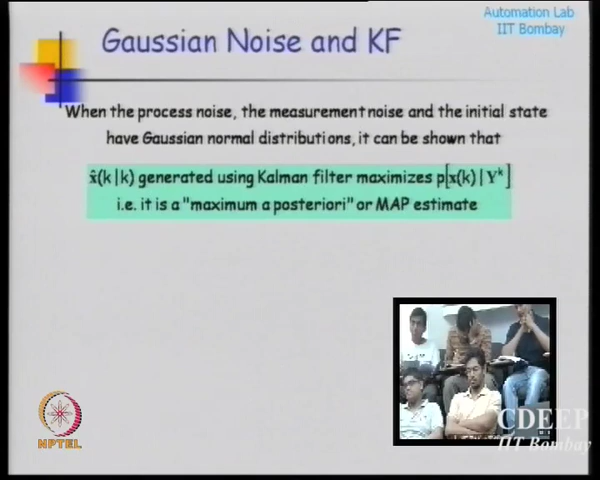 Automation Lab
IIT Bombay
Gaussian Noise and KF
When the process noise, the measurement noise and the initial state
have Gaussian normal distributions, it can be shown that
x̂(k|k) generated using Kalman filter maximizes p[x(k)|Yᵏ]
i.e. it is a "maximum a posteriori" or MAP estimate
NPTEL
CDEEP
IIT Bombay